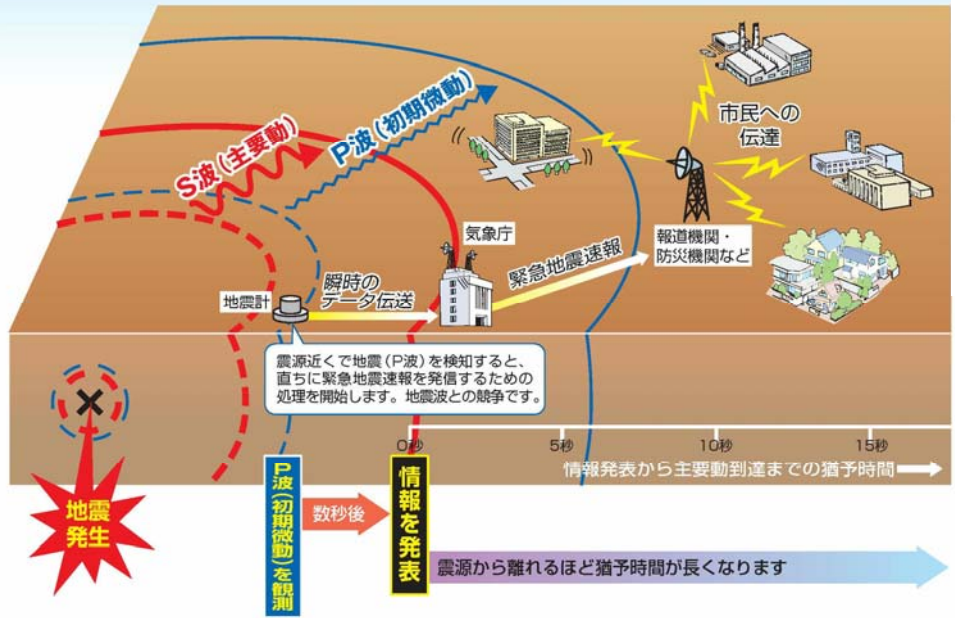 S波(主要動)
P波(初期微動)
市民への
伝達
気象庁
緊急地震速報
報道機関・
防災機関など
地震計
瞬時の
データ伝送
震源近くで地震(P波)を検知すると、
直ちに緊急地震速報を発信するための
処理を開始します。地震波との競争です。
0秒
5秒
10秒
15秒
情報発表から主要動到達までの猶予時間
地震
発生
P波(初期微動)を観測
数秒後
情報を発表
震源から離れるほど猶予時間が長くなります